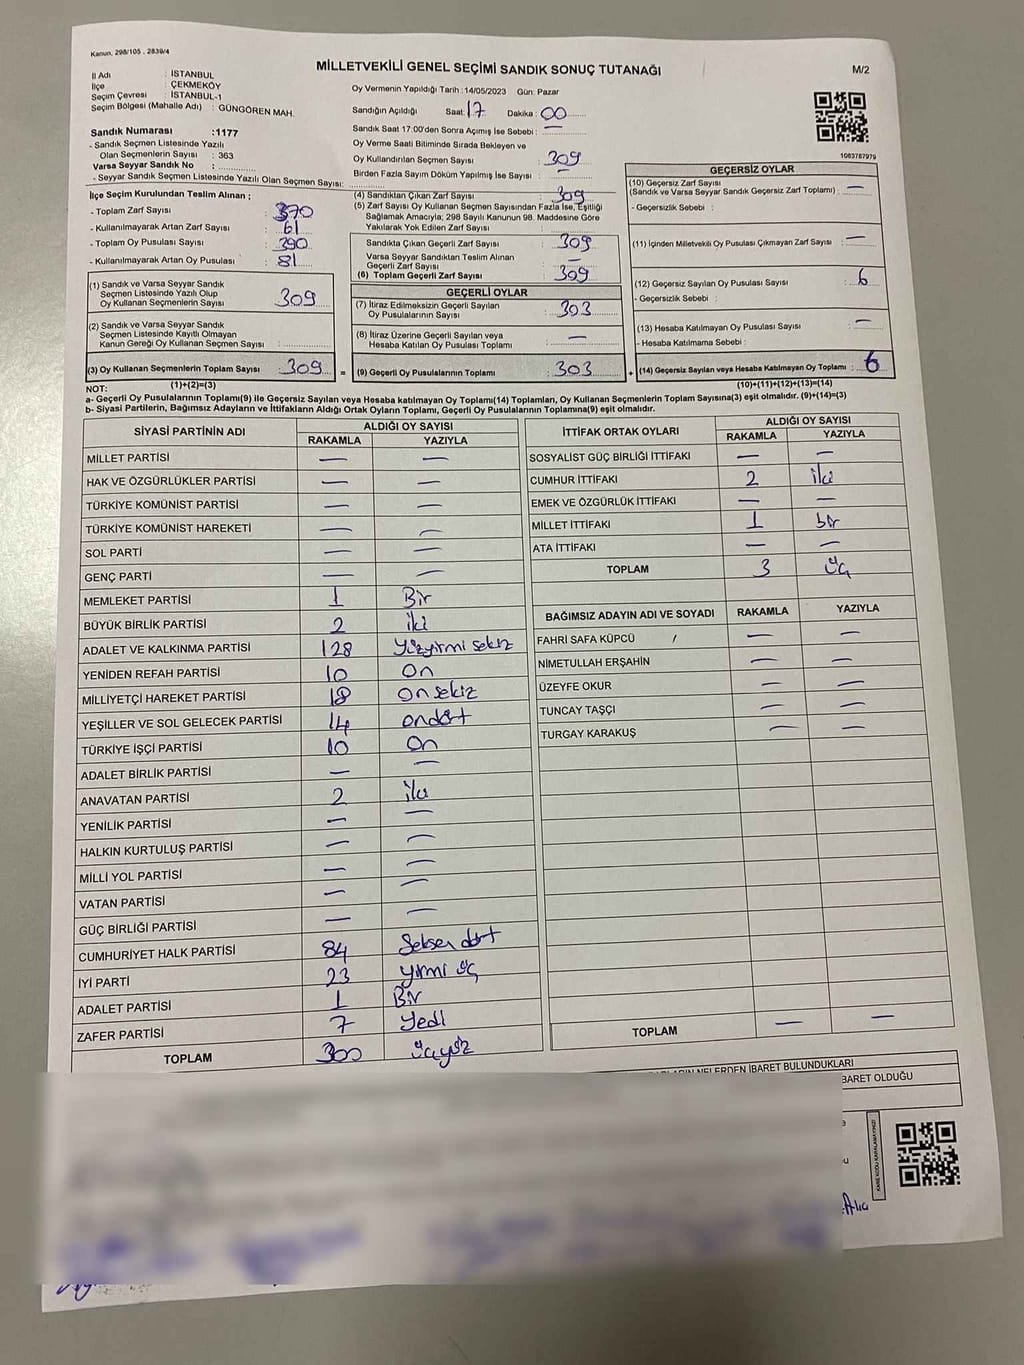 Kanun, 298/105 , 2839/4
MİLLETVEKİLİ GENEL SEÇİMİ SANDIK SONUÇ TUTANAĞI
M/2
İl Adı : İSTANBUL
İlçe : ÇEKMEKÖY
Seçim Çevresi : İSTANBUL-1
Seçim Bölgesi (Mahalle Adı) : GÜNGÖREN MAH.
Sandık Numarası :1177
- Sandık Seçmen Listesinde Yazılı
Olan Seçmenlerin Sayısı : 363
Varsa Seyyar Sandık No :
- Seyyar Sandık Seçmen Listesinde Yazılı Olan Seçmen Sayısı:
Oy Vermenin Yapıldığı Tarih :14/05/2023 Gün: Pazar
Sandığın Açıldığı Saat: 17 Dakika : 00
Sandık Saat 17:00'den Sonra Açımış İse Sebebi : —
Oy Verme Saati Bitiminde Sırada Bekleyen ve
Oy Kullandırılan Seçmen Sayısı : 309
Birden Fazla Sayım Döküm Yapılmış İse Sayısı : —
1083787979
İlçe Seçim Kurulundan Teslim Alınan ;
- Toplam Zarf Sayısı : 370
- Kullanılmayarak Artan Zarf Sayısı : 61
- Toplam Oy Pusulası Sayısı : 390
- Kullanılmayarak Artan Oy Pusulası : 81
(1) Sandık ve Varsa Seyyar Sandık
Seçmen Listesinde Yazılı Olup
Oy Kullanan Seçmenlerin Sayısı : 309
(2) Sandık ve Varsa Seyyar Sandık
Seçmen Listesinde Kayıtlı Olmayan
Kanun Gereği Oy Kullanan Seçmen Sayısı :
(3) Oy Kullanan Seçmenlerin Toplam Sayısı : 309 =
(4) Sandıktan Çıkan Zarf Sayısı : 309
(5) Zarf Sayısı Oy Kullanan Seçmen Sayısından Fazla İse, Eşitliği
Sağlamak Amacıyla; 298 Sayılı Kanunun 98. Maddesine Göre
Yakılarak Yok Edilen Zarf Sayısı :
Sandıkta Çıkan Geçerli Zarf Sayısı : 309
Varsa Seyyar Sandıktan Teslim Alınan
Geçerli Zarf Sayısı : —
(6) Toplam Geçerli Zarf Sayısı : 309
GEÇERLİ OYLAR
(7) İtiraz Edilmeksizin Geçerli Sayılan
Oy Pusulalarının Sayısı : 303
(8) İtiraz Üzerine Geçerli Sayılan veya
Hesaba Katılan Oy Pusulası Toplamı : —
(9) Geçerli Oy Pusulalarının Toplamı : 303 +
GEÇERSİZ OYLAR
(10) Geçersiz Zarf Sayısı
(Sandık ve Varsa Seyyar Sandık Geçersiz Zarf Toplamı) : —
- Geçersizlik Sebebi :
(11) İçinden Milletvekili Oy Pusulası Çıkmayan Zarf Sayısı : —
(12) Geçersiz Sayılan Oy Pusulası Sayısı : 6
- Geçersizlik Sebebi :
(13) Hesaba Katılmayan Oy Pusulası Sayısı : —
- Hesaba Katılmama Sebebi :
(14) Geçersiz Sayılan veya Hesaba Katılmayan Oy Toplamı : 6
NOT: (1)+(2)=(3) (10)+(11)+(12)+(13)=(14)
a- Geçerli Oy Pusulalarının Toplamı(9) ile Geçersiz Sayılan veya Hesaba katılmayan Oy Toplamı(14) Toplamları, Oy Kullanan Seçmenlerin Toplam Sayısına(3) eşit olmalıdır. (9)+(14)=(3)
b- Siyasi Partilerin, Bağımsız Adayların ve İttifakların Aldığı Ortak Oyların Toplamı, Geçerli Oy Pusulalarının Toplamına(9) eşit olmalıdır.
SİYASİ PARTİNİN ADI ALDIĞI OY SAYISI
RAKAMLA YAZIYLA
MİLLET PARTİSİ — —
HAK VE ÖZGÜRLÜKLER PARTİSİ — —
TÜRKİYE KOMÜNİST PARTİSİ — —
TÜRKİYE KOMÜNİST HAREKETİ — —
SOL PARTİ — —
GENÇ PARTİ — —
MEMLEKET PARTİSİ 1 Bir
BÜYÜK BİRLİK PARTİSİ 2 iki
ADALET VE KALKINMA PARTİSİ 128 Yüzyirmi sekiz
YENİDEN REFAH PARTİSİ 10 On
MİLLİYETÇİ HAREKET PARTİSİ 18 On sekiz
YEŞİLLER VE SOL GELECEK PARTİSİ 14 ondört
TÜRKİYE İŞÇİ PARTİSİ 10 On
ADALET BİRLİK PARTİSİ — —
ANAVATAN PARTİSİ 2 iki
YENİLİK PARTİSİ — —
HALKIN KURTULUŞ PARTİSİ — —
MİLLİ YOL PARTİSİ — —
VATAN PARTİSİ — —
GÜÇ BİRLİĞİ PARTİSİ — —
CUMHURİYET HALK PARTİSİ 84 Seksen dört
İYİ PARTİ 23 yirmi üç
ADALET PARTİSİ 1 Bir
ZAFER PARTİSİ 7 Yedi
TOPLAM 300 üçyüz
İTTİFAK ORTAK OYLARI ALDIĞI OY SAYISI
RAKAMLA YAZIYLA
SOSYALİST GÜÇ BİRLİĞİ İTTİFAKI — —
CUMHUR İTTİFAKI 2 iki
EMEK VE ÖZGÜRLÜK İTTİFAKI — —
MİLLET İTTİFAKI 1 bir
ATA İTTİFAKI — —
TOPLAM 3 üç
BAĞIMSIZ ADAYIN ADI VE SOYADI RAKAMLA YAZIYLA
FAHRİ SAFA KÜPCÜ — —
NİMETULLAH ERŞAHİN — —
ÜZEYFE OKUR — —
TUNCAY TAŞÇI — —
TURGAY KARAKUŞ — —
TOPLAM — —
NELERDEN İBARET BULUNDUKLARI
BARET OLDUĞU